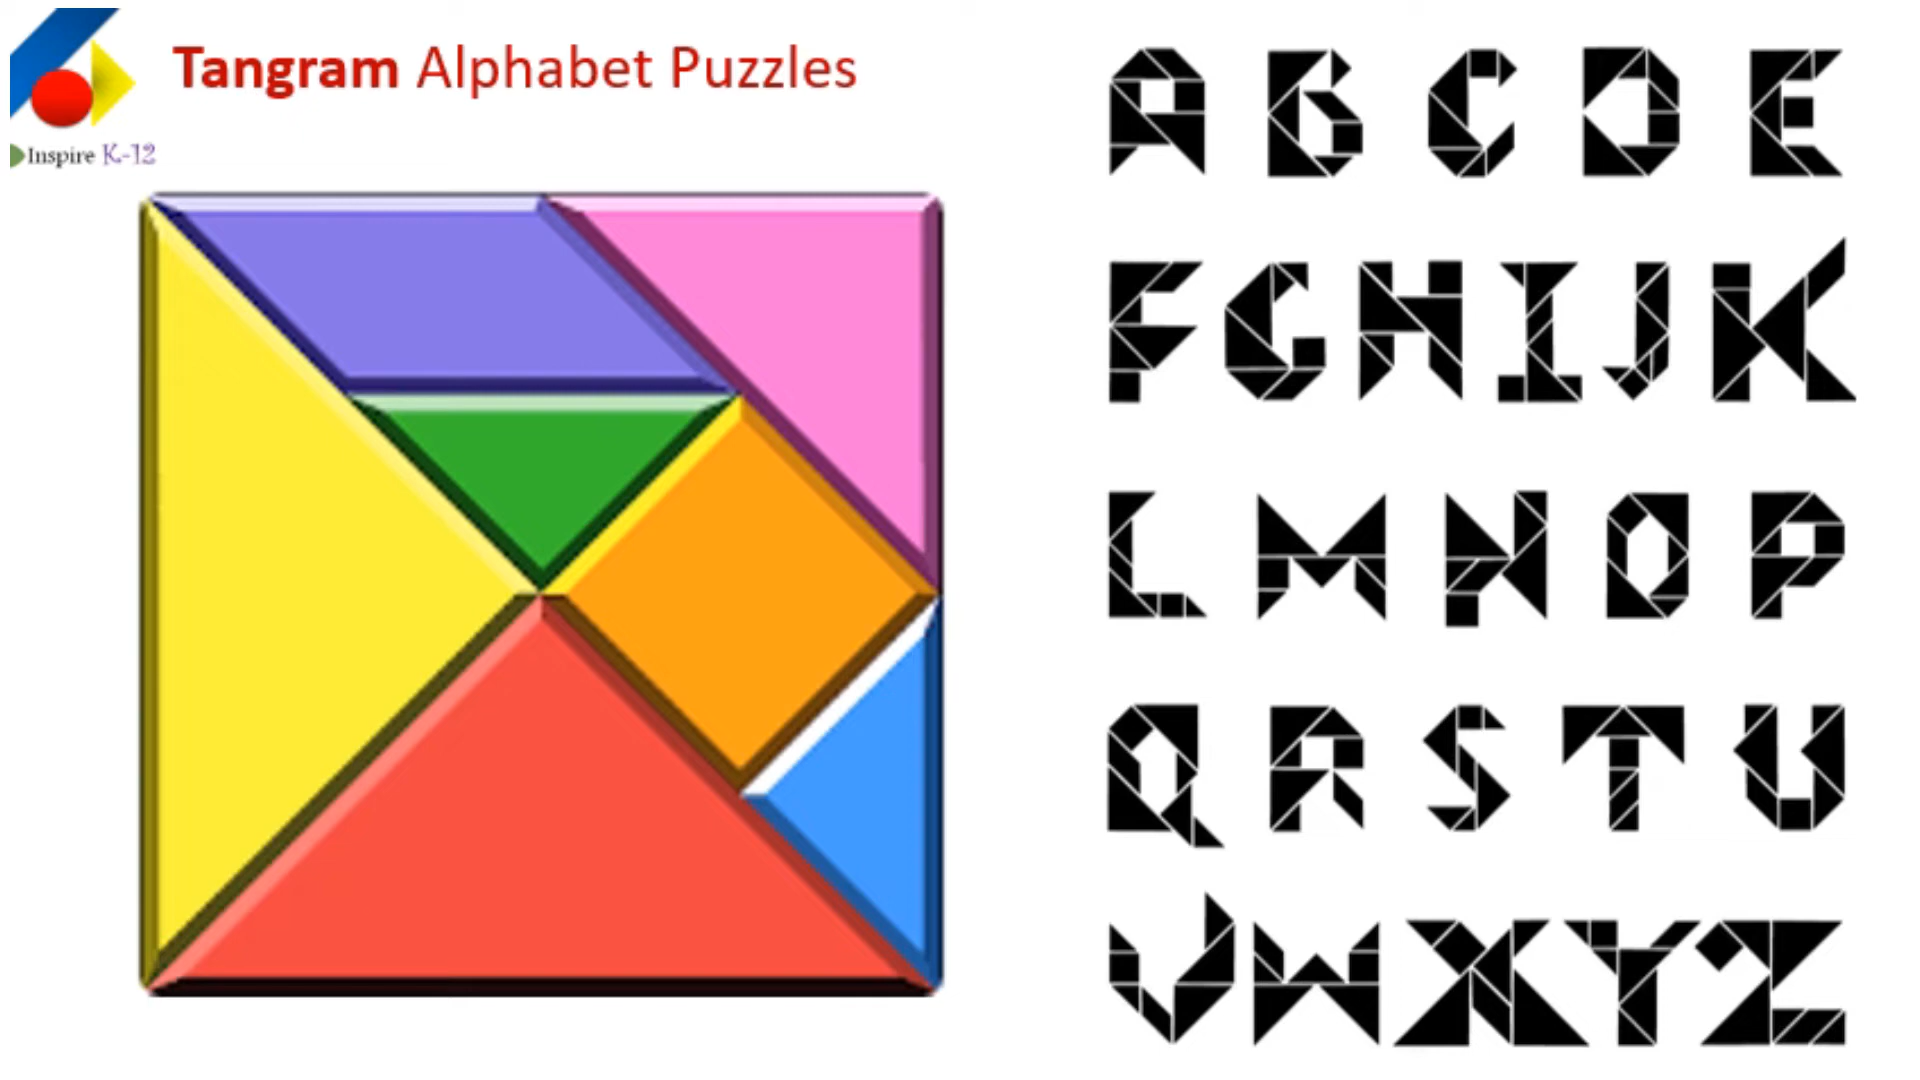 Tangram Alphabet Puzzles
Inspire K-12
A B C D E
F G H I J K
L M N O P
Q R S T U
V W X Y Z